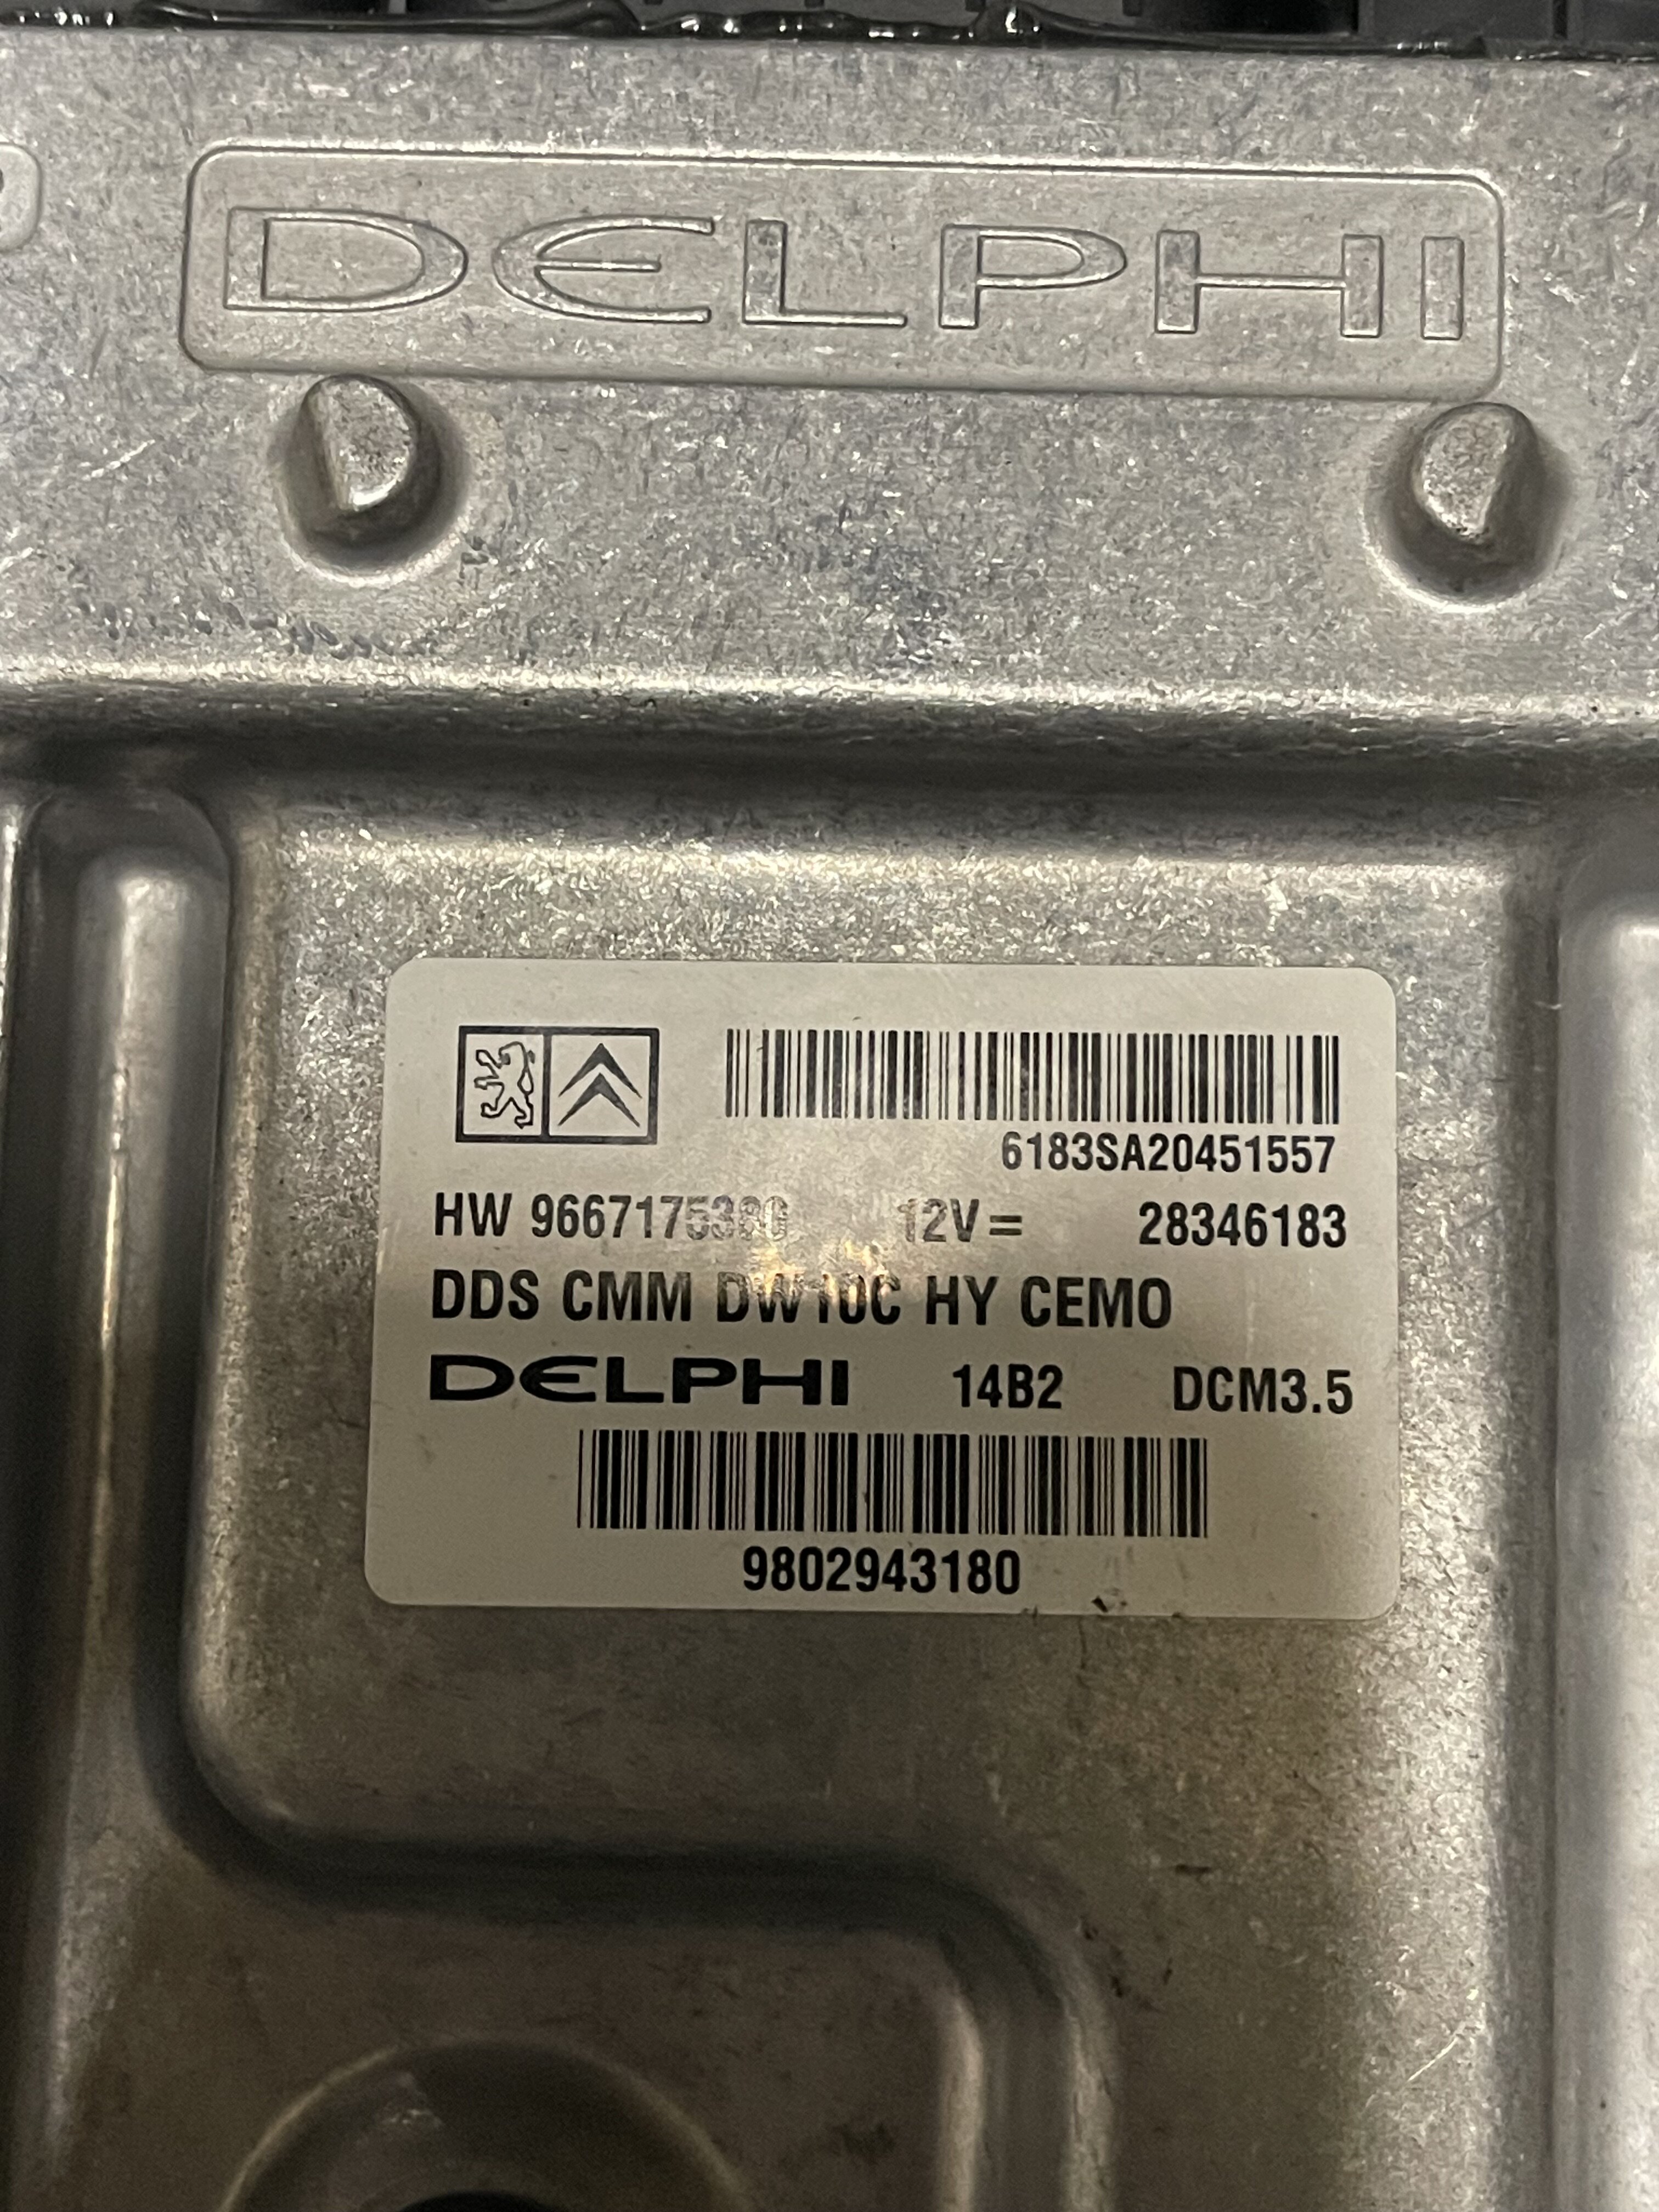 DELPHI
6183SA20451557
HW 12V= 28346183
DDS CMM DW10C HY CEMO
DELPHI 14B2 DCM3.5
9802943180